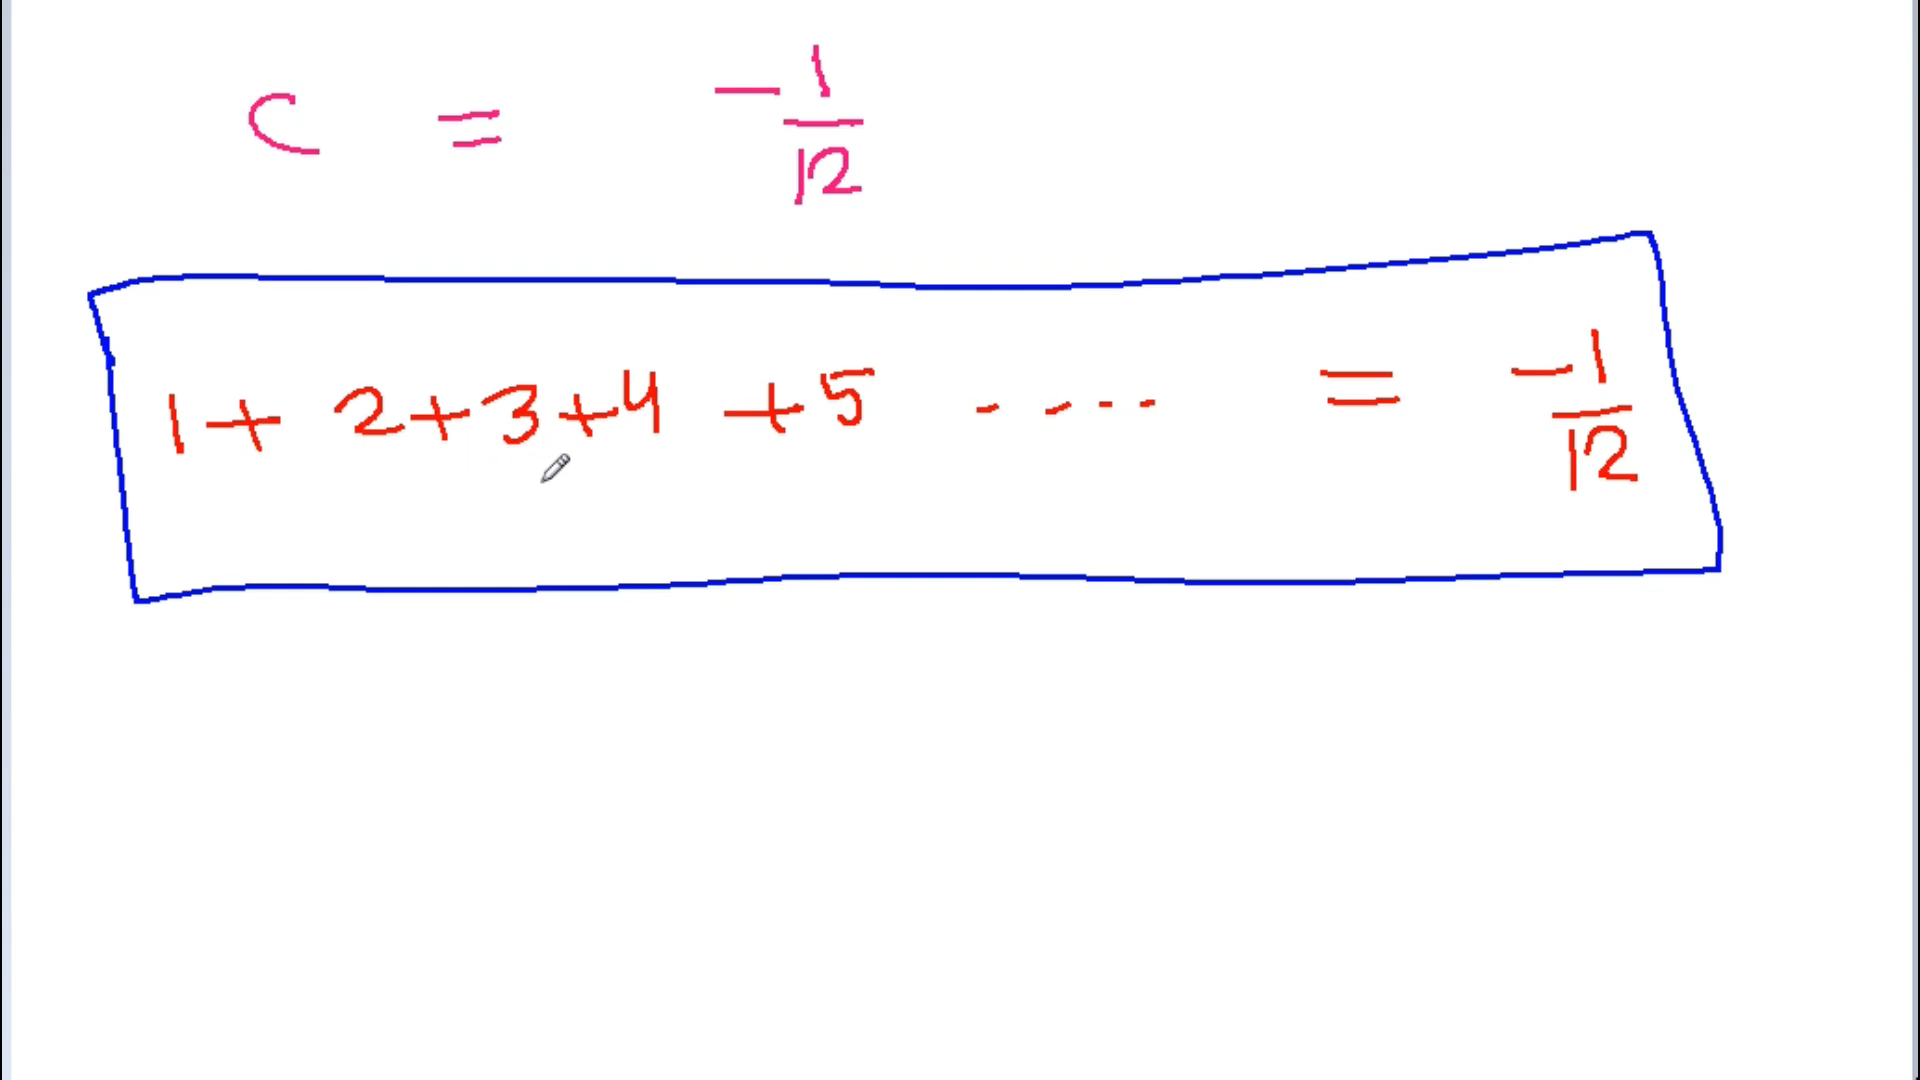 C = -1/12
1 + 2 + 3 + 4 + 5 ----- = -1/12